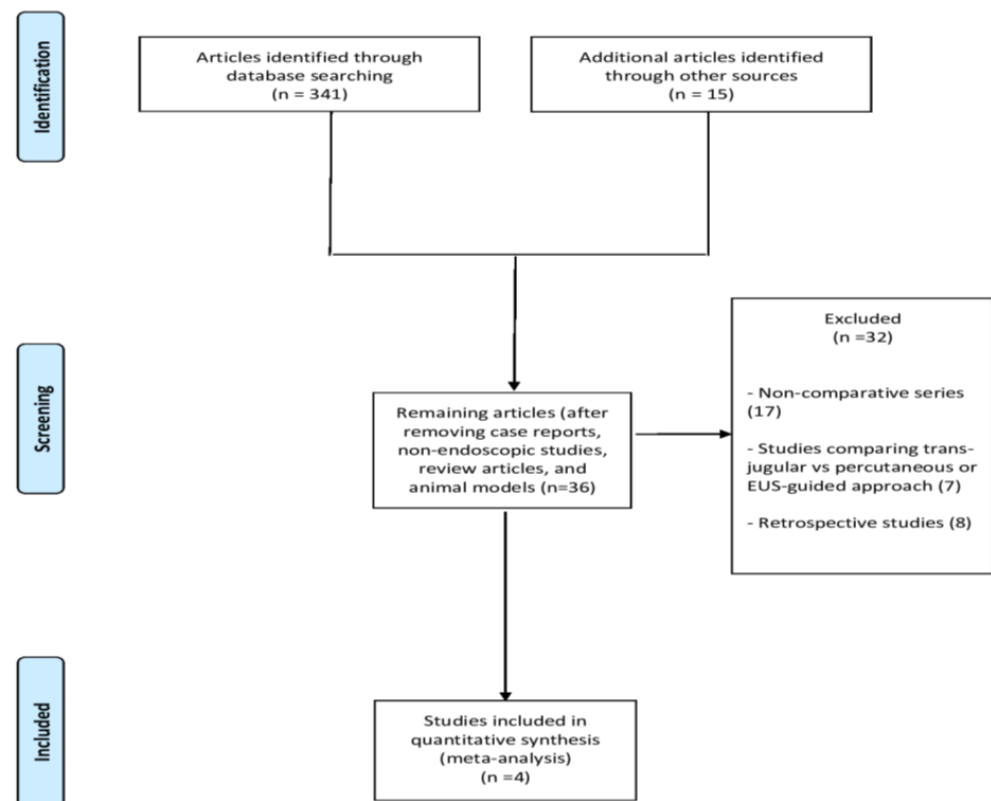 Identification
Articles identified through
database searching
(n = 341)
Additional articles identified
through other sources
(n = 15)
Screening
Remaining articles (after
removing case reports,
non-endoscopic studies,
review articles, and
animal models (n=36)
Excluded
(n =32)
- Non-comparative series
(17)
- Studies comparing trans-
jugular vs percutaneous or
EUS-guided approach (7)
- Retrospective studies (8)
Included
Studies included in
quantitative synthesis
(meta-analysis)
(n =4)